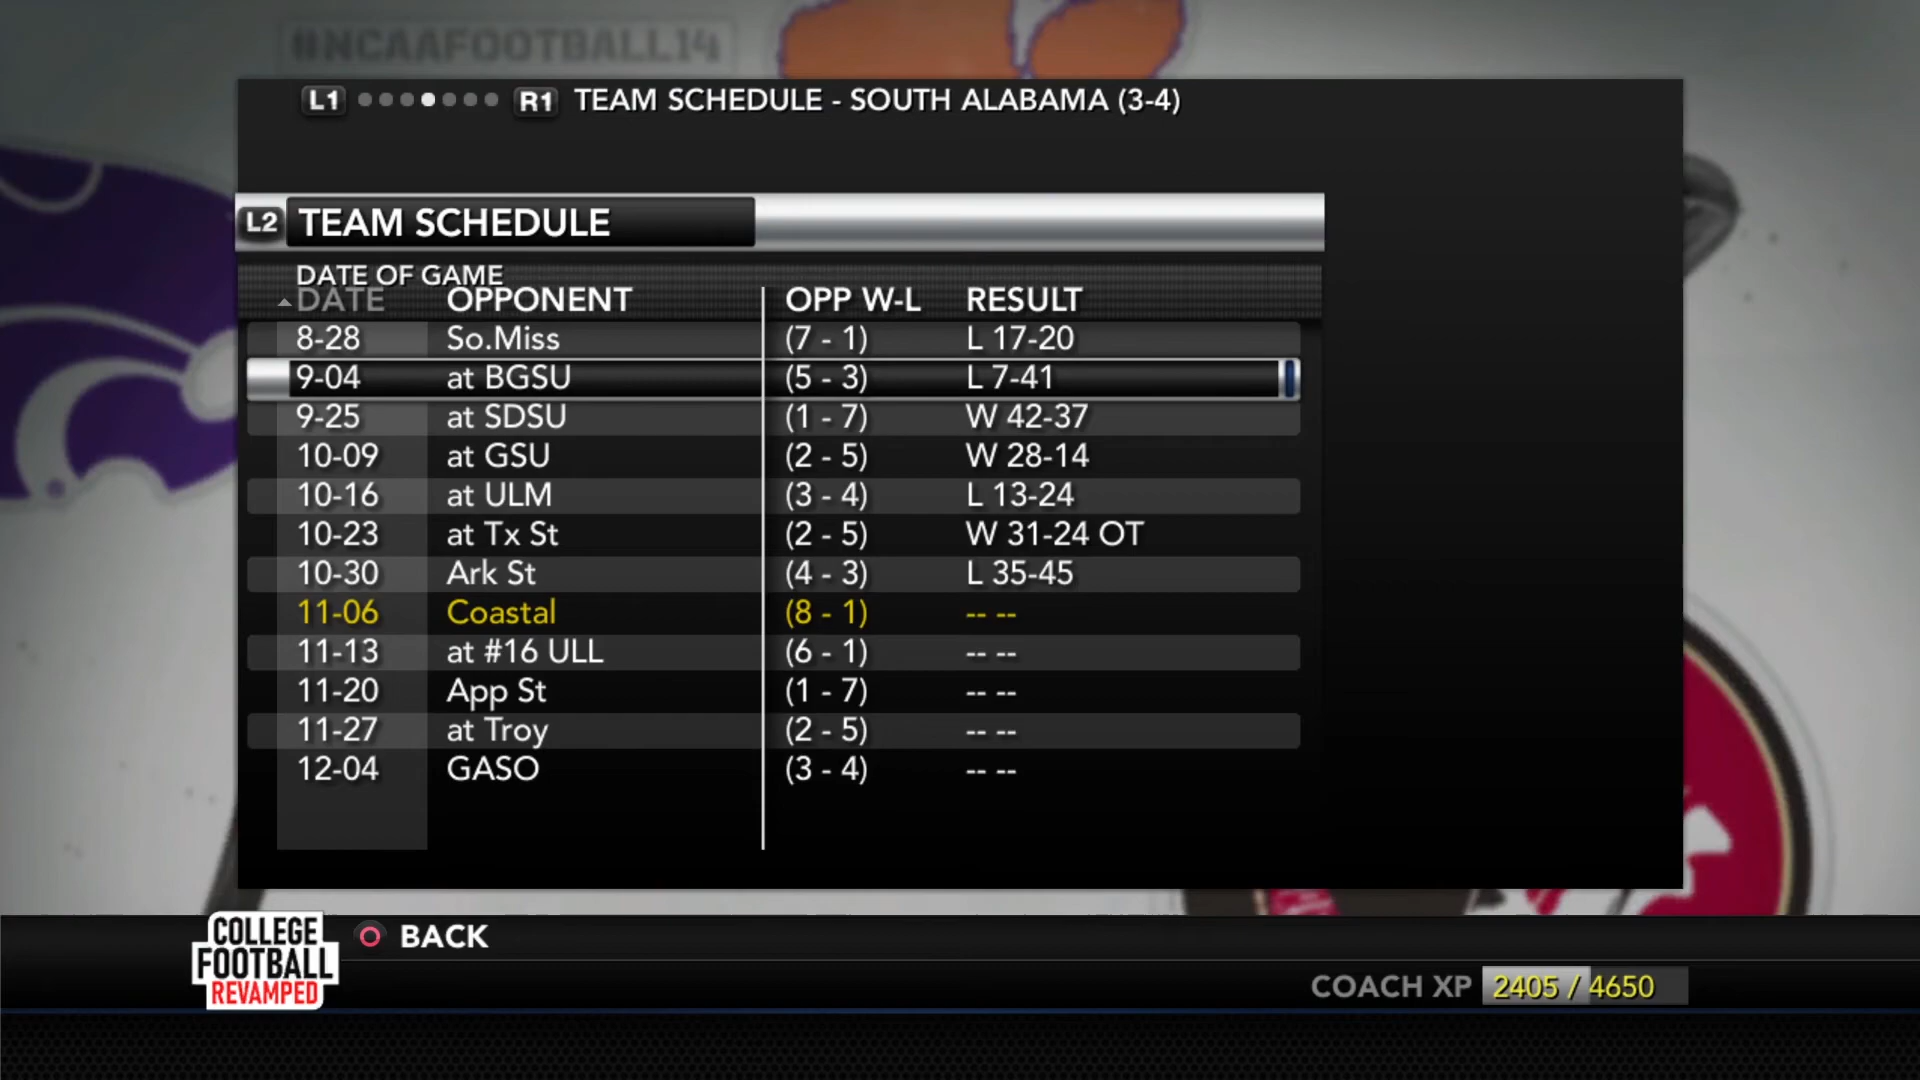 #NCAAFOOTBALL14
L1 R1 TEAM SCHEDULE - SOUTH ALABAMA (3-4)
L2 TEAM SCHEDULE
DATE OF GAME
DATE OPPONENT OPP W-L RESULT
8-28 So.Miss (7 - 1) L 17-20
9-04 at BGSU (5 - 3) L 7-41
9-25 at SDSU (1 - 7) W 42-37
10-09 at GSU (2 - 5) W 28-14
10-16 at ULM (3 - 4) L 13-24
10-23 at Tx St (2 - 5) W 31-24 OT
10-30 Ark St (4 - 3) L 35-45
11-06 Coastal (8 - 1) -- --
11-13 at #16 ULL (6 - 1) -- --
11-20 App St (1 - 7) -- --
11-27 at Troy (2 - 5) -- --
12-04 GASO (3 - 4) -- --
COLLEGE
FOOTBALL
REVAMPED
BACK
COACH XP 2405 / 4650